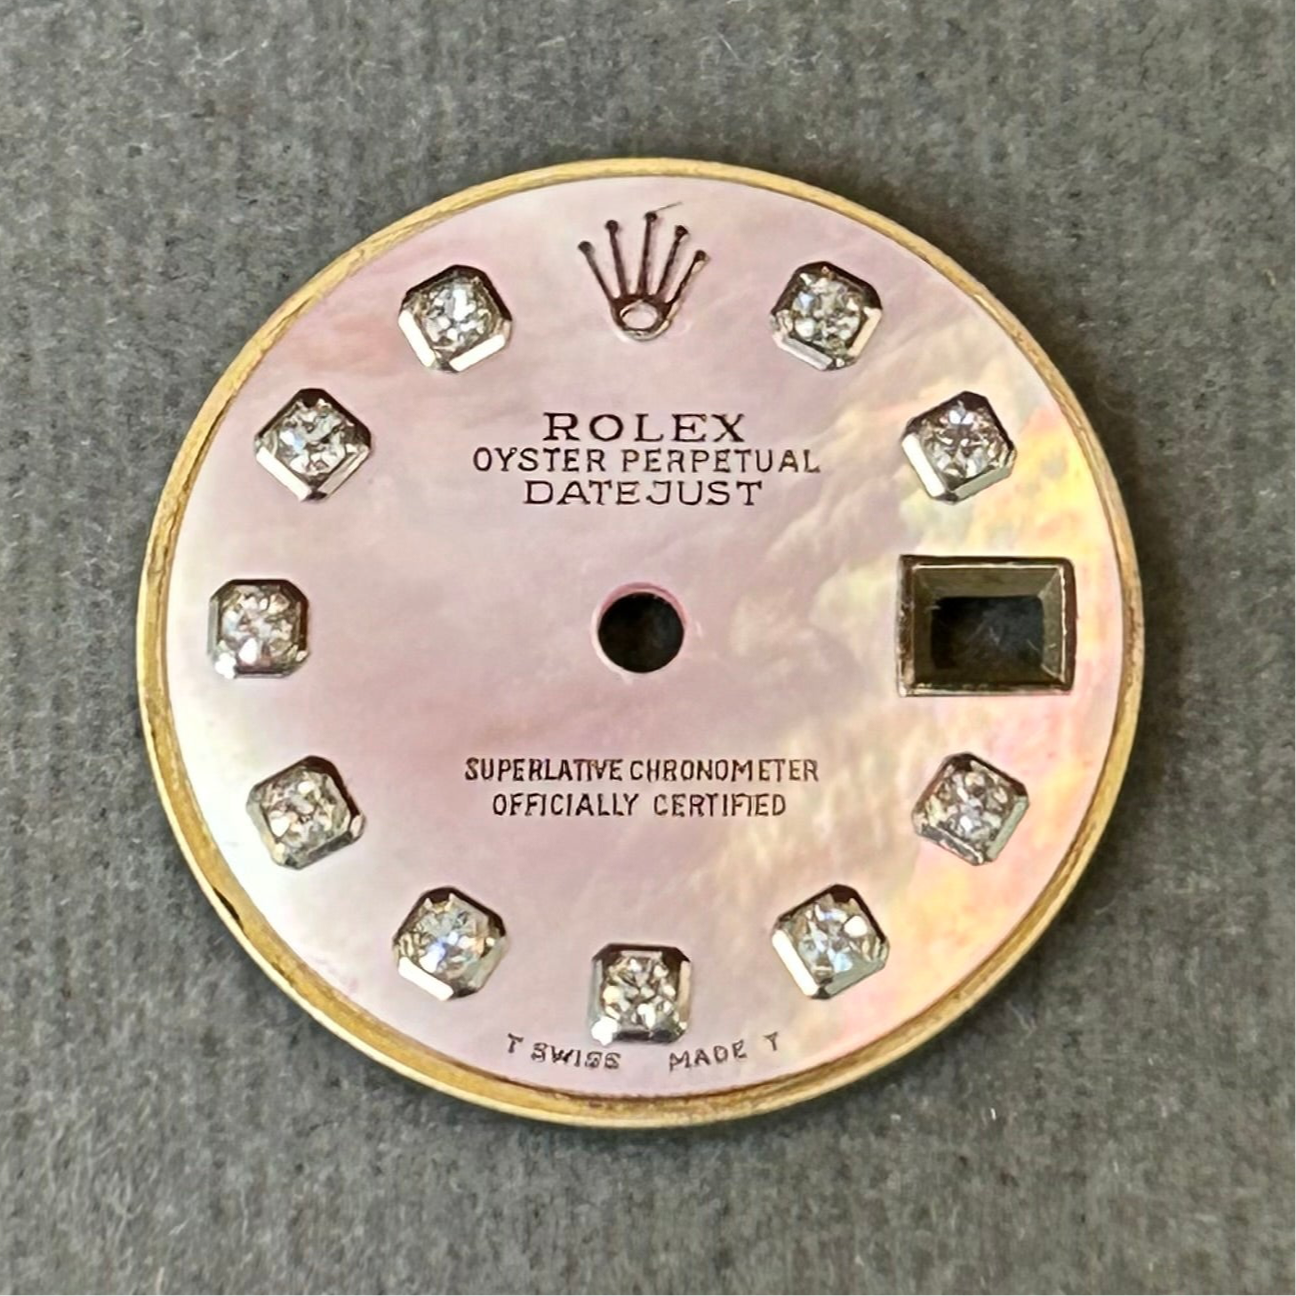 ROLEX
OYSTER PERPETUAL
DATEJUST
SUPERLATIVE CHRONOMETER
OFFICIALLY CERTIFIED
T SWISS MADE T